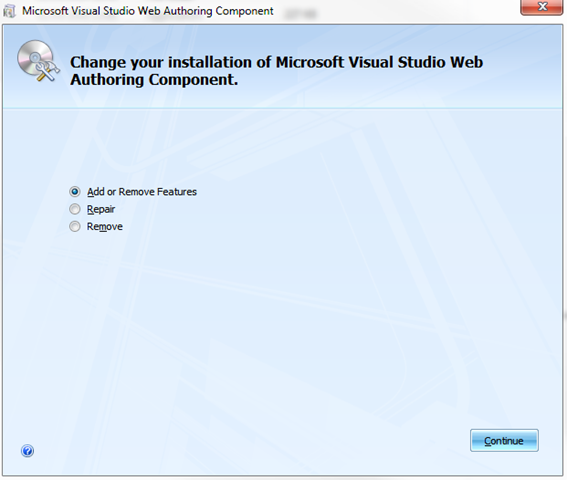 Microsoft Visual Studio Web Authoring Component
Change your installation of Microsoft Visual Studio Web
Authoring Component.
Add or Remove Features
Repair
Remove
Continue